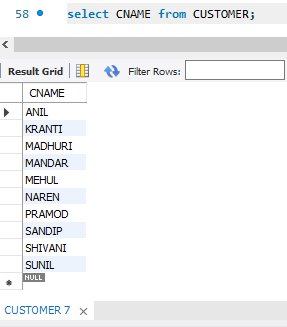 58 select CNAME from CUSTOMER;
Result Grid Filter Rows:
CNAME
ANIL
KRANTI
MADHURI
MANDAR
MEHUL
NAREN
PRAMOD
SANDIP
SHIVANI
SUNIL
NULL
CUSTOMER 7